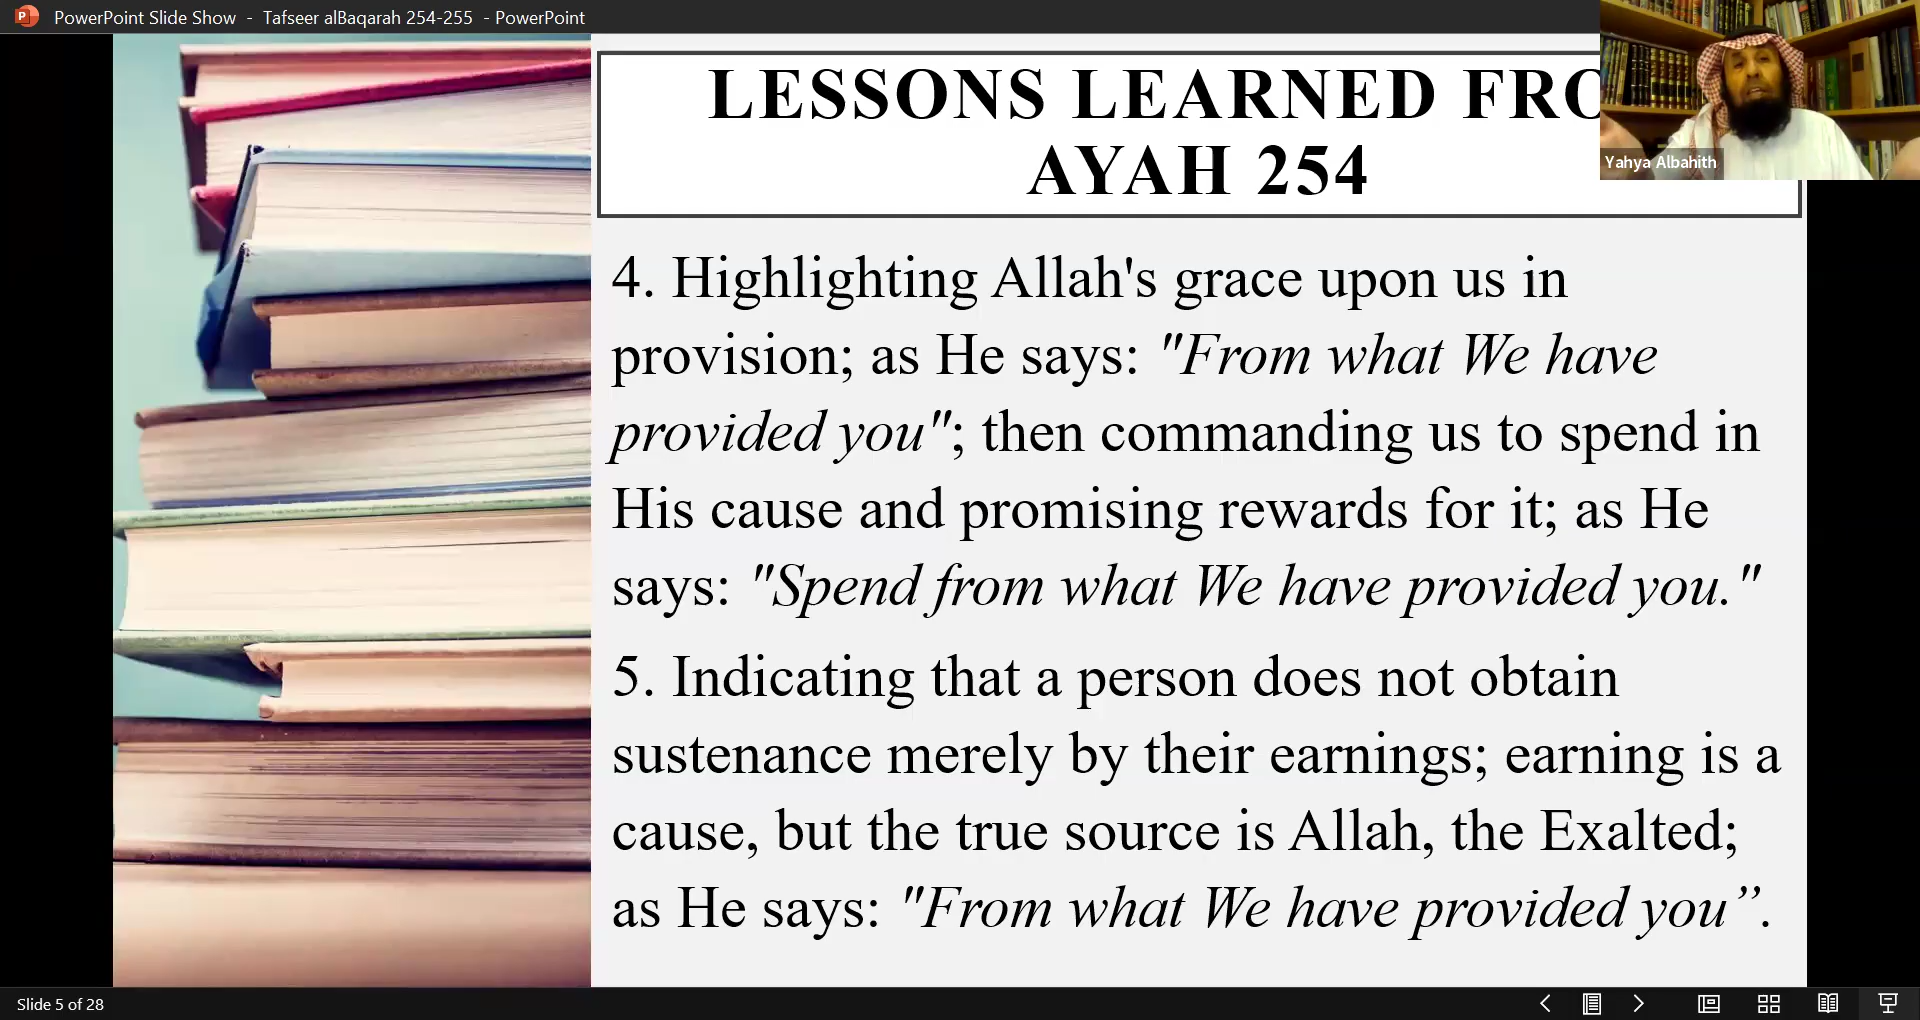 PowerPoint Slide Show - Tafseer alBaqarah 254-255 - PowerPoint
LESSONS LEARNED FRO
AYAH 254
Yahya Albahith
4. Highlighting Allah's grace upon us in
provision; as He says: "From what We have
provided you"; then commanding us to spend in
His cause and promising rewards for it; as He
says: "Spend from what We have provided you."
5. Indicating that a person does not obtain
sustenance merely by their earnings; earning is a
cause, but the true source is Allah, the Exalted;
as He says: "From what We have provided you”.
Slide 5 of 28